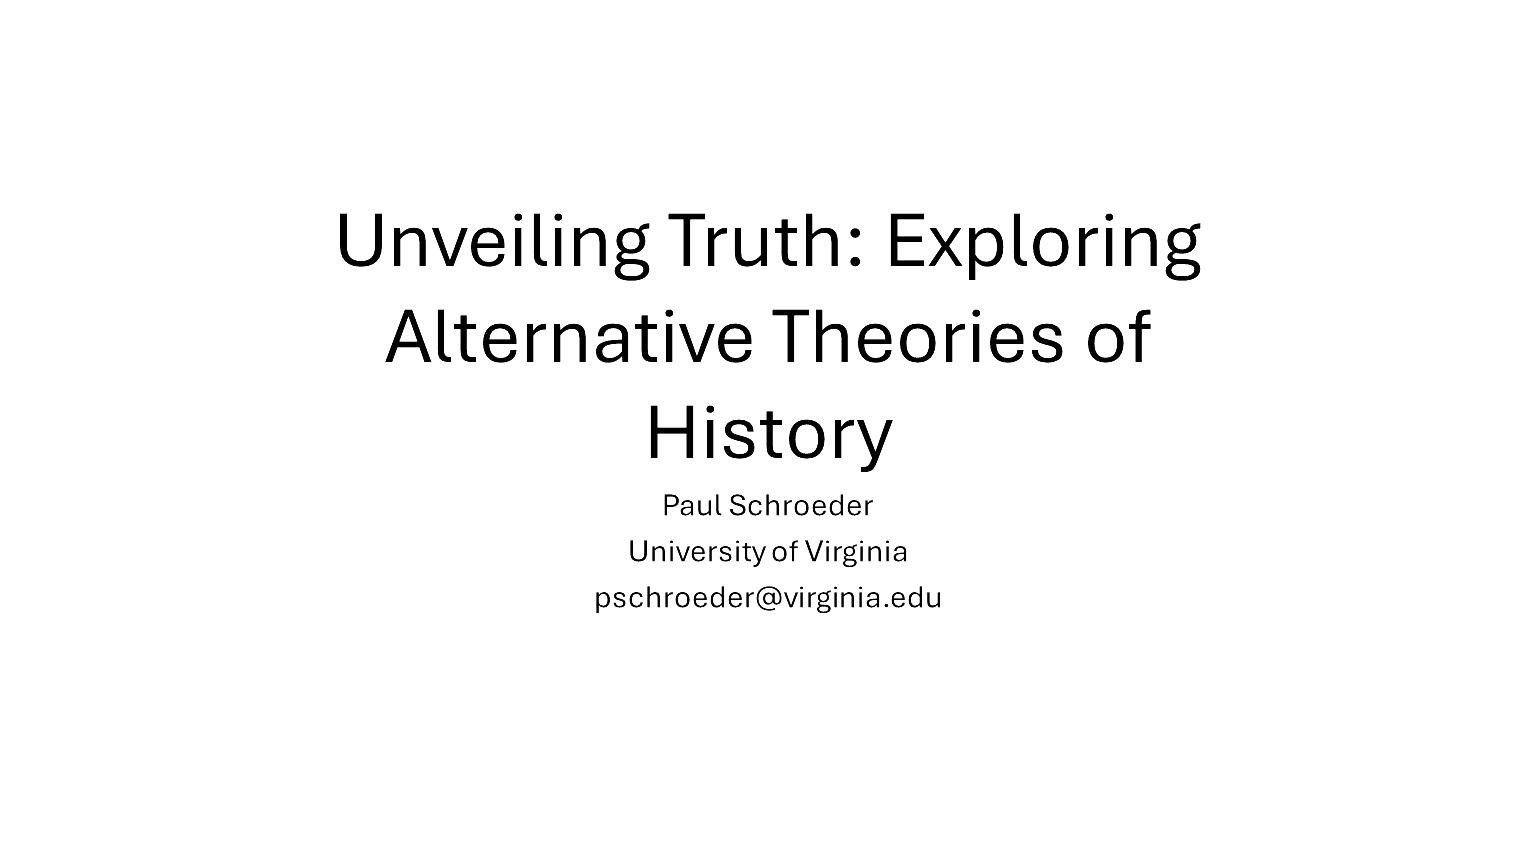 Unveiling Truth: Exploring
Alternative Theories of
History
Paul Schroeder
University of Virginia
pschroeder@virginia.edu